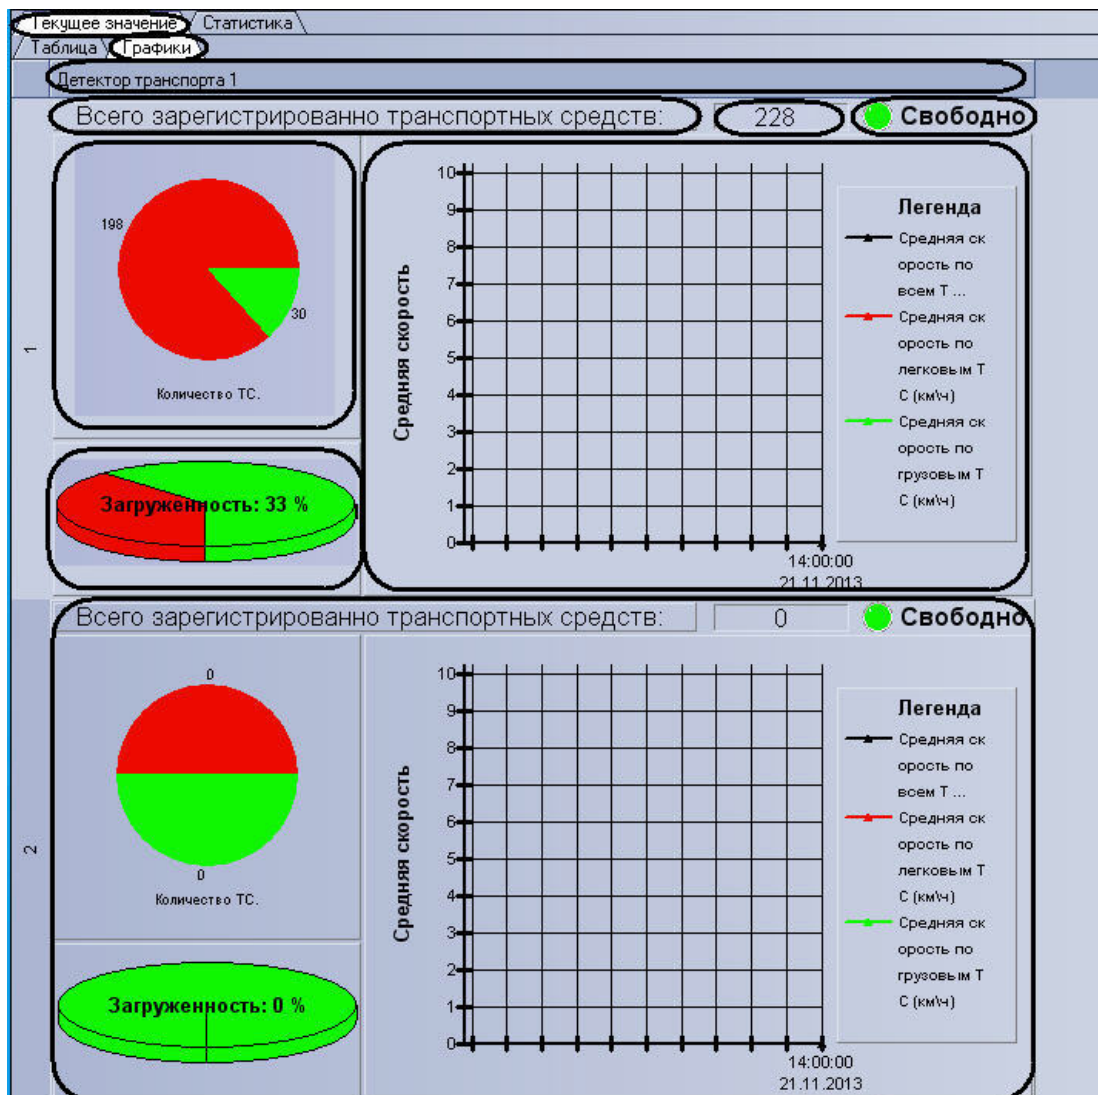 Текущее значение Статистика
Таблица Графики
Детектор транспорта 1
Всего зарегистрированно транспортных средств: 228 Свободно
1
198
30
Количество ТС.
Загруженность: 33 %
Средняя скорость
10
9
8
7
6
5
4
3
2
1
0
14:00:00
21.11.2013
Легенда
Средняя ск
орость по
всем Т ...
Средняя ск
орость по
легковым Т
С (км\ч)
Средняя ск
орость по
грузовым Т
С (км\ч)
Всего зарегистрированно транспортных средств: 0 Свободно
2
0
0
Количество ТС.
Загруженность: 0 %
Средняя скорость
10
9
8
7
6
5
4
3
2
1
0
14:00:00
21.11.2013
Легенда
Средняя ск
орость по
всем Т ...
Средняя ск
орость по
легковым Т
С (км\ч)
Средняя ск
орость по
грузовым Т
С (км\ч)